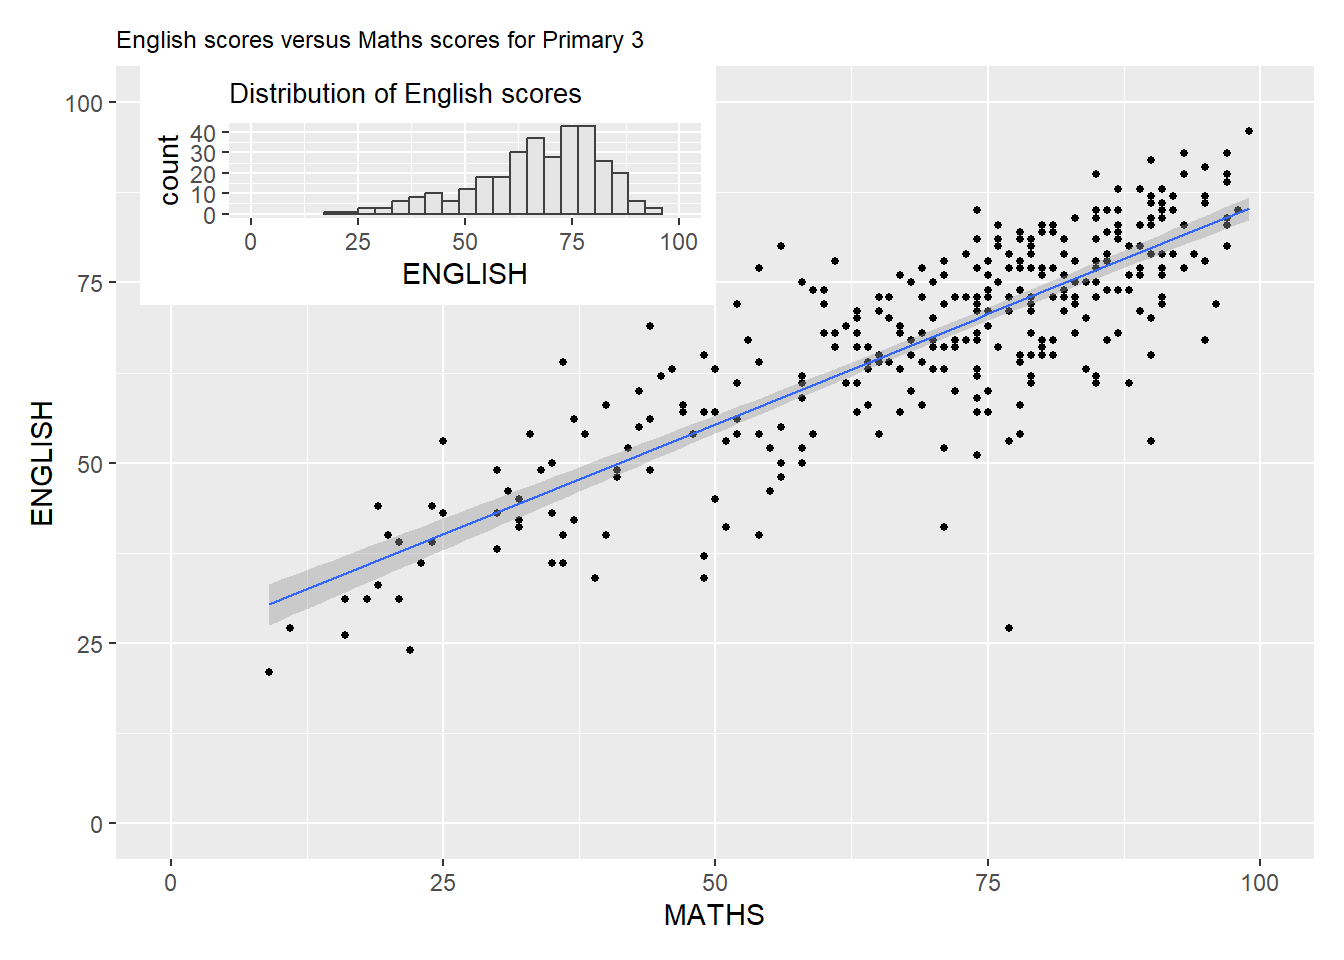 English scores versus Maths scores for Primary 3
Distribution of English scores
count
40
30
20
10
0
0 25 50 75 100
ENGLISH
ENGLISH
100
75
50
25
0
0 25 50 75 100
MATHS